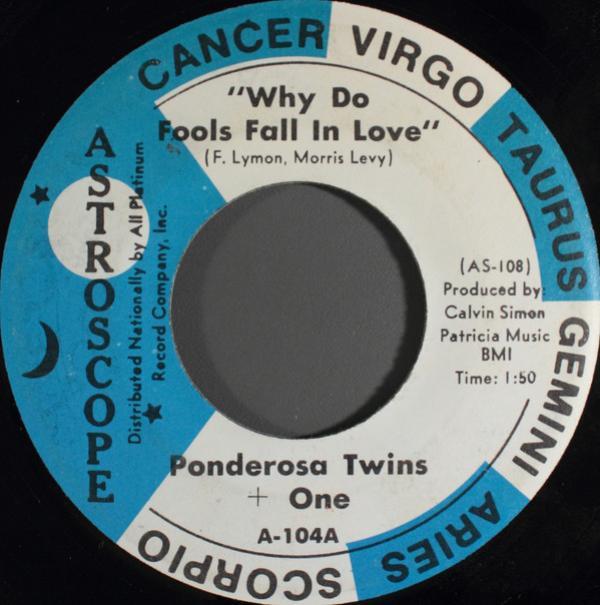 CANCER VIRGO TAURUS GEMINI ARIES SCORPIO
"Why Do
Fools Fall In Love"
(F. Lymon, Morris Levy)
ASTROSCOPE
Distributed Nationally by All Platinum
Record Company, Inc.
(AS-108)
Produced by:
Calvin Simon
Patricia Music
BMI
Time: 1:50
Ponderosa Twins
+ One
A-104A